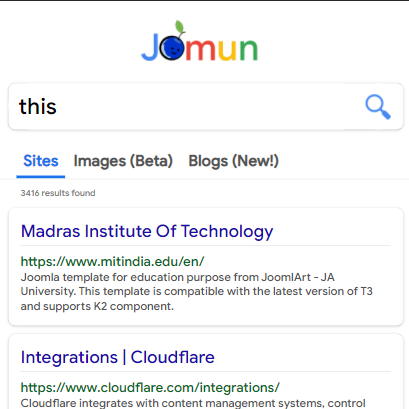 Jomun
this
Sites Images (Beta) Blogs (New!)
3416 results found
Madras Institute Of Technology
https://www.mitindia.edu/en/
Joomla template for education purpose from JoomlArt - JA
University. This template is compatible with the latest version of T3
and supports K2 component.
Integrations | Cloudflare
https://www.cloudflare.com/integrations/
Cloudflare integrates with content management systems, control